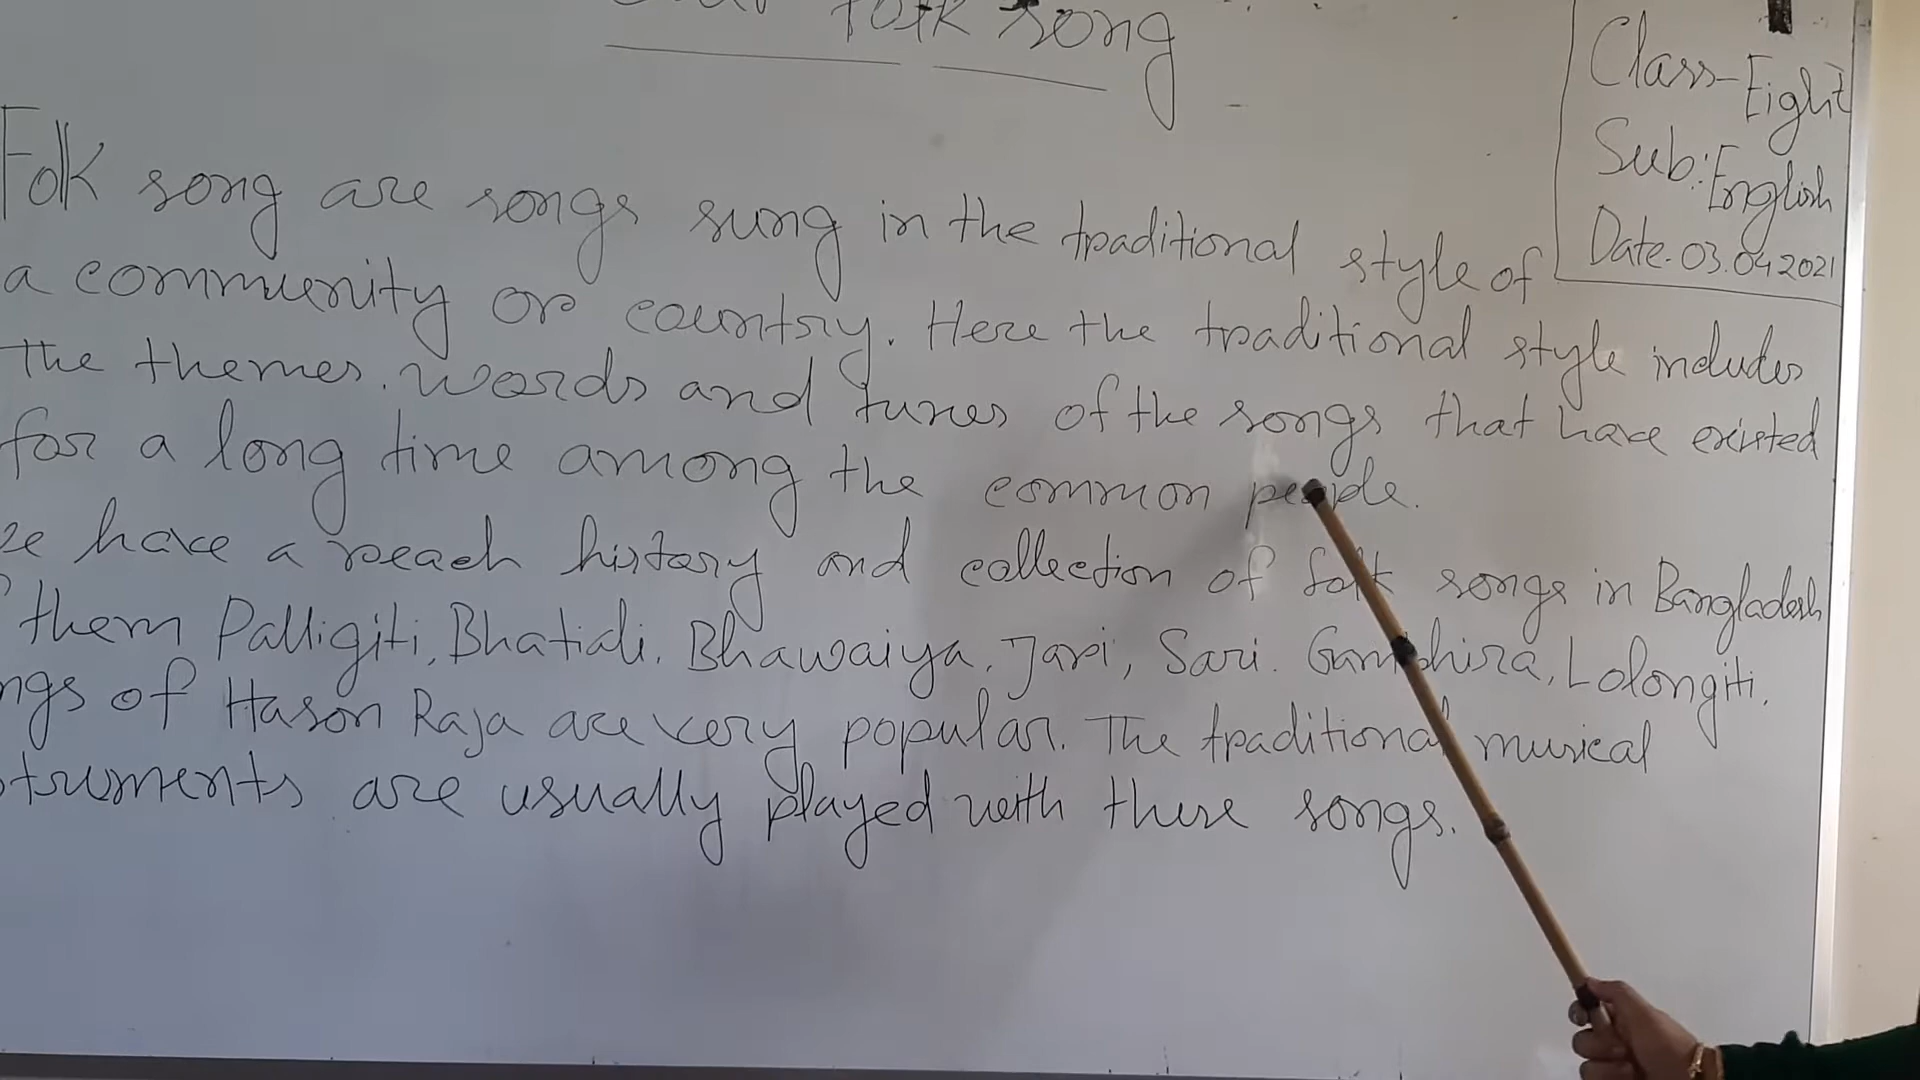 folk song
Class-Eight
Sub: English
Date. 03.04 2021
Folk song are songs sung in the traditional style of
a community or country. Here the traditional style includes
the themes. words and tunes of the songs that have existed
for a long time among the common people.
have a reach history and collection of folk songs in Bangladesh
them Palligiti, Bhatiali. Bhawaiya, Jari, Sari. Gambhira, Lolongiti.
ngs of Hason Raja are very popular. The traditional musical
truments are usually played with these songs.